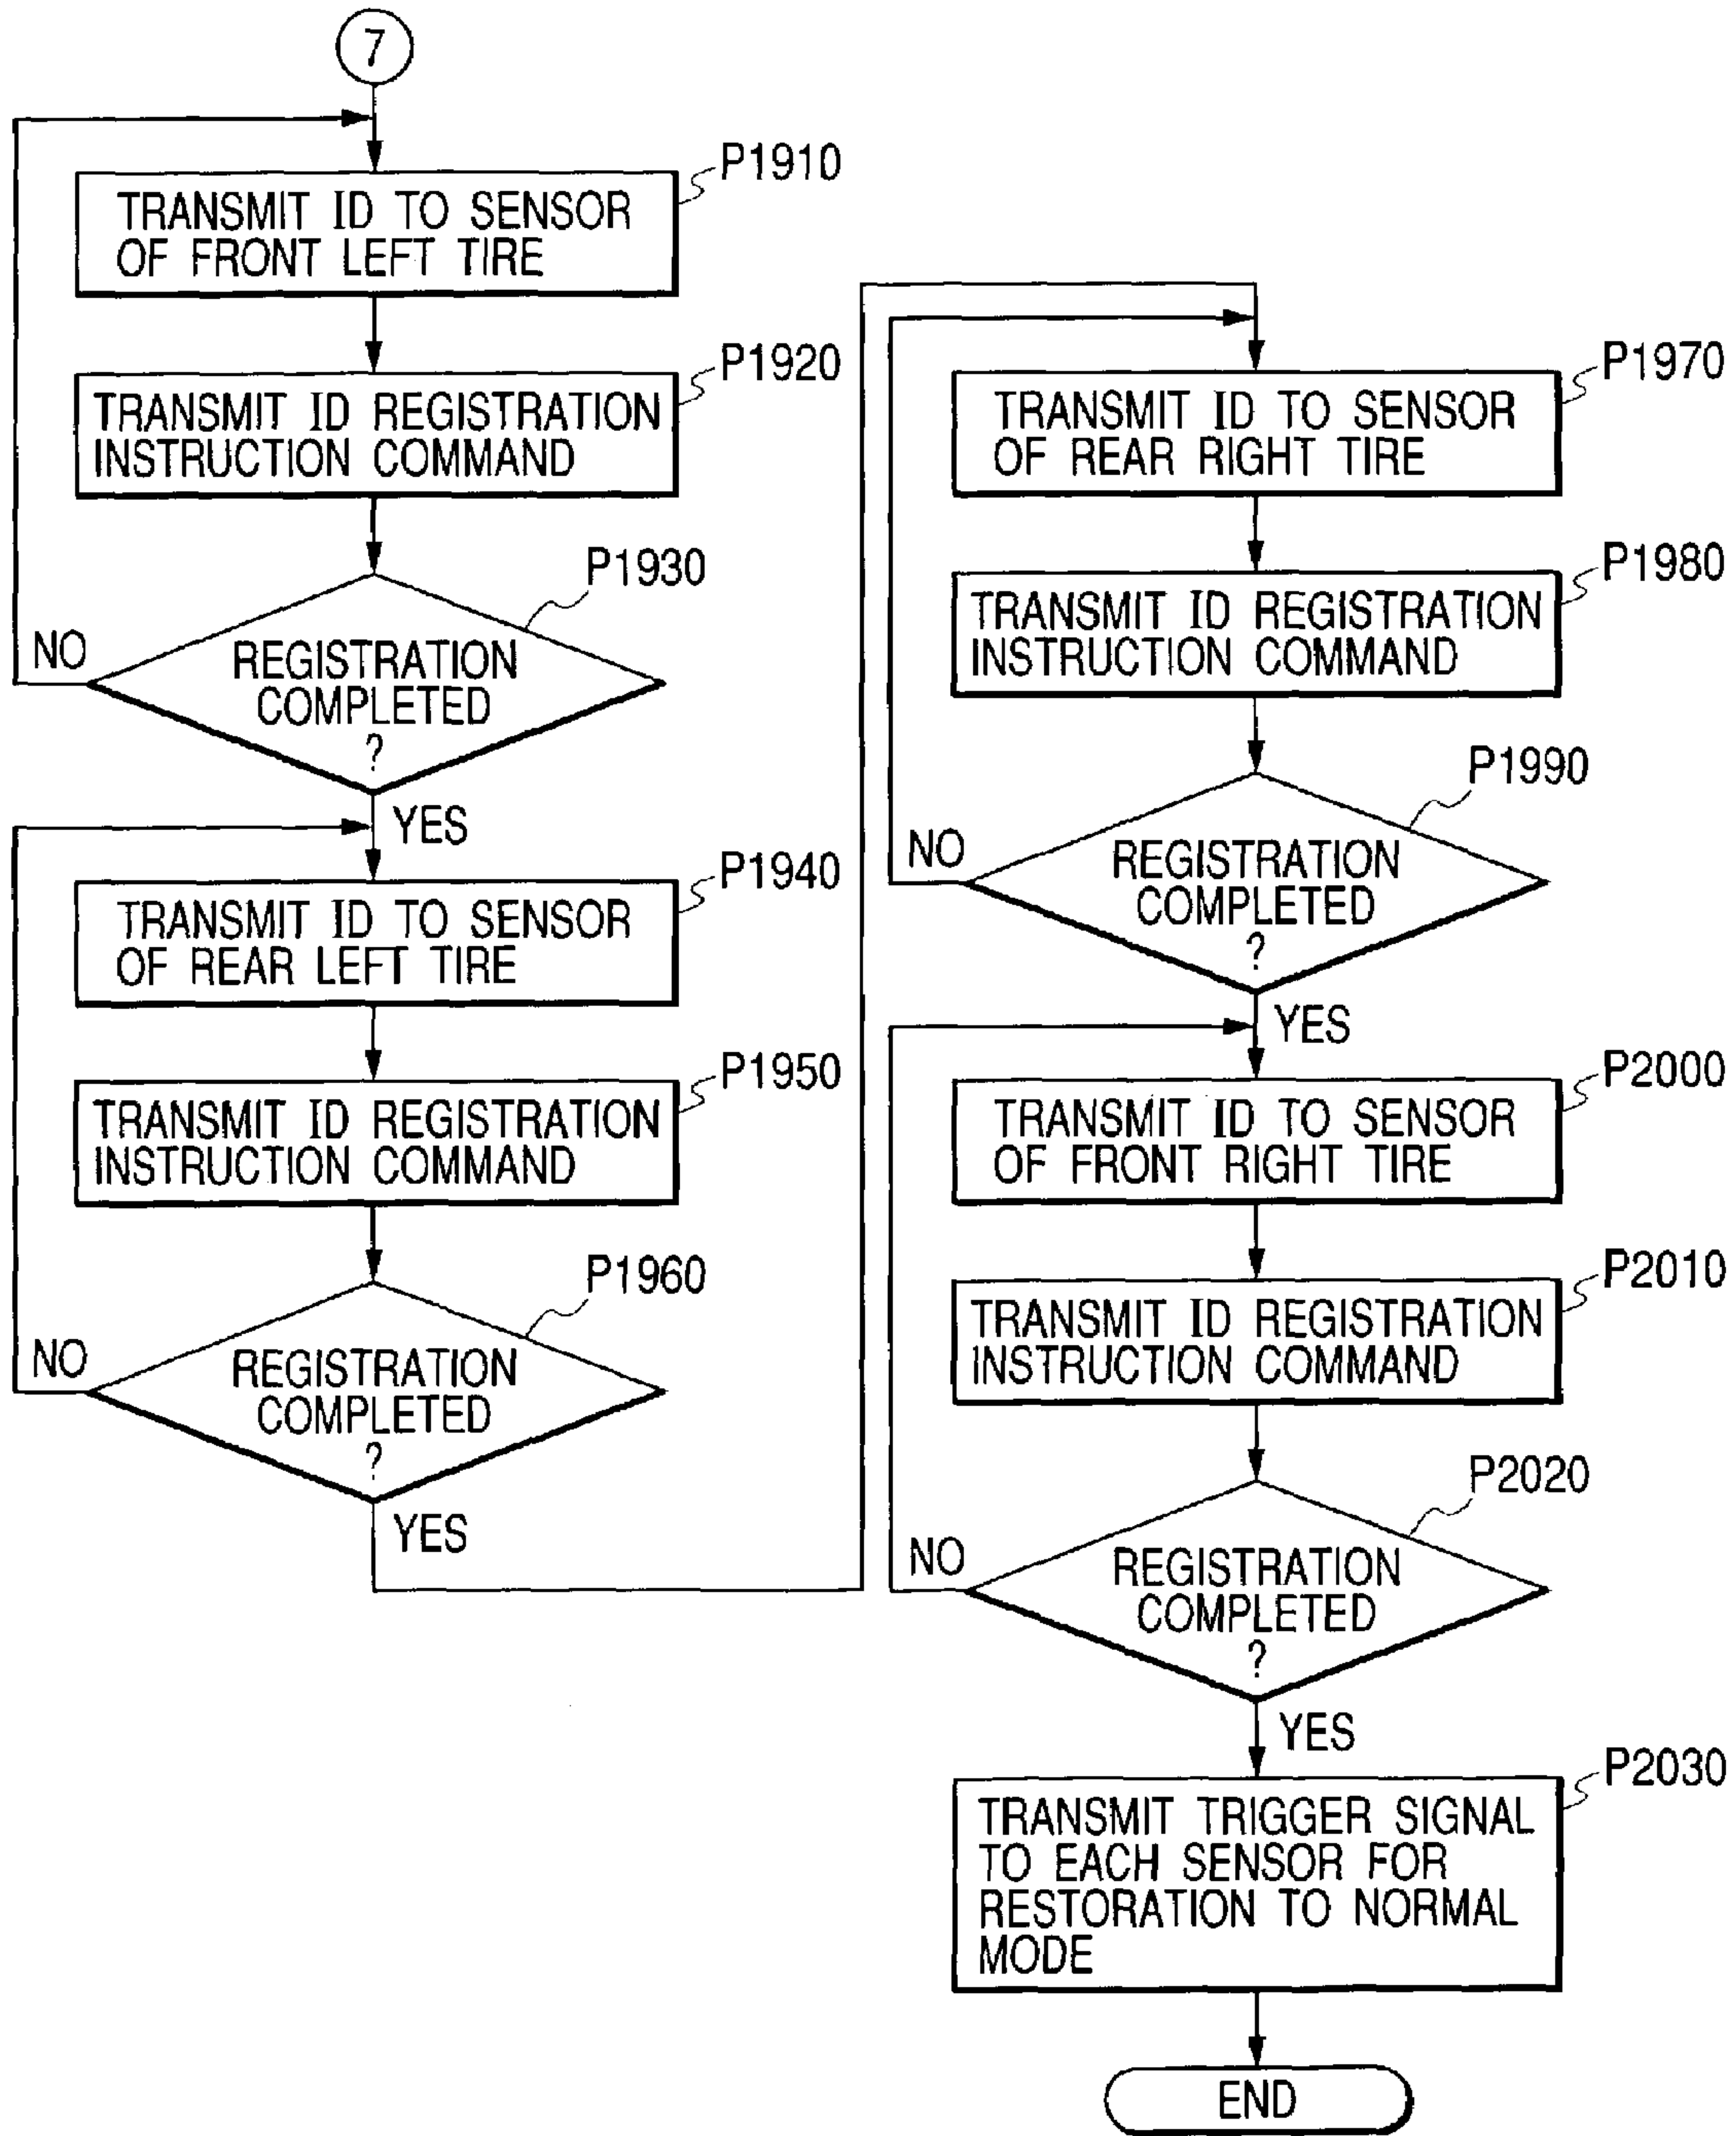 7
P1910
TRANSMIT ID TO SENSOR
OF FRONT LEFT TIRE
P1920
TRANSMIT ID REGISTRATION
INSTRUCTION COMMAND
P1930
NO
REGISTRATION
COMPLETED
?
YES
P1940
TRANSMIT ID TO SENSOR
OF REAR LEFT TIRE
P1950
TRANSMIT ID REGISTRATION
INSTRUCTION COMMAND
P1960
NO
REGISTRATION
COMPLETED
?
YES
P1970
TRANSMIT ID TO SENSOR
OF REAR RIGHT TIRE
P1980
TRANSMIT ID REGISTRATION
INSTRUCTION COMMAND
P1990
NO
REGISTRATION
COMPLETED
?
YES
P2000
TRANSMIT ID TO SENSOR
OF FRONT RIGHT TIRE
P2010
TRANSMIT ID REGISTRATION
INSTRUCTION COMMAND
P2020
NO
REGISTRATION
COMPLETED
?
YES
P2030
TRANSMIT TRIGGER SIGNAL
TO EACH SENSOR FOR
RESTORATION TO NORMAL
MODE
END